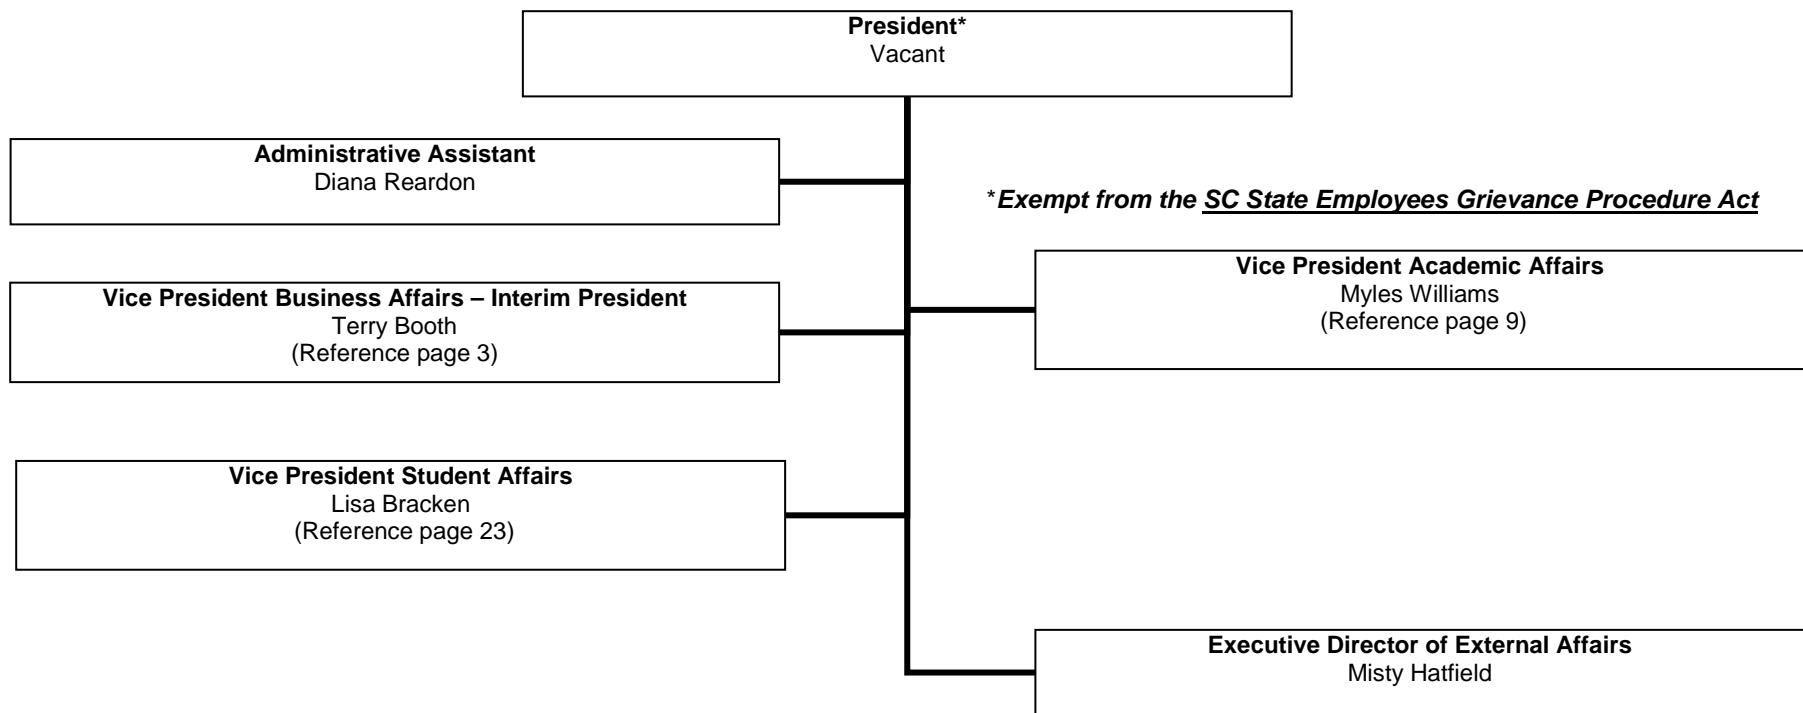 President*
Vacant
Administrative Assistant
Diana Reardon
*Exempt from the SC State Employees Grievance Procedure Act
Vice President Academic Affairs
Myles Williams
(Reference page 9)
Vice President Business Affairs – Interim President
Terry Booth
(Reference page 3)
Vice President Student Affairs
Lisa Bracken
(Reference page 23)
Executive Director of External Affairs
Misty Hatfield